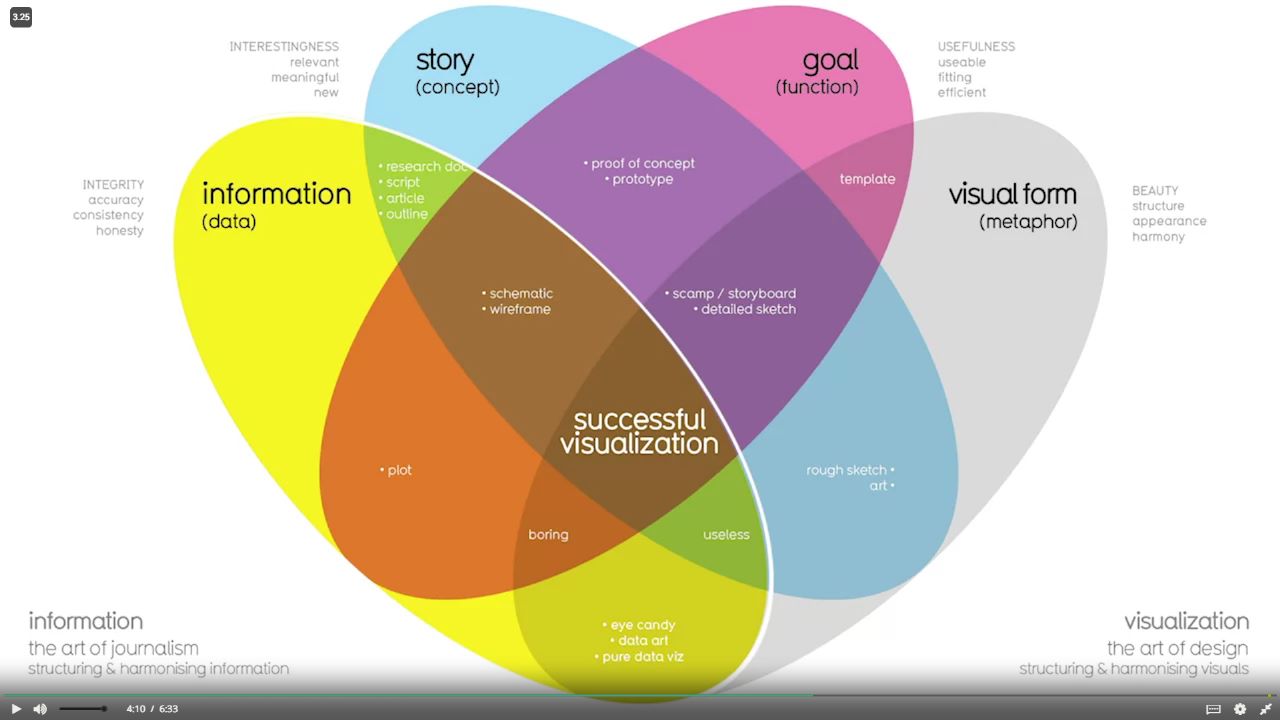 3.25
INTERESTINGNESS
relevant
meaningful
new
story
(concept)
goal
(function)
USEFULNESS
useable
fitting
efficient
INTEGRITY
accuracy
consistency
honesty
information
(data)
• research doc
• script
• article
• outline
• proof of concept
• prototype
template
visual form
(metaphor)
BEAUTY
structure
appearance
harmony
• schematic
• wireframe
• scamp / storyboard
• detailed sketch
successful
visualization
• plot
rough sketch •
art •
boring
useless
• eye candy
• data art
• pure data viz
information
the art of journalism
structuring & harmonising information
visualization
the art of design
structuring & harmonising visuals
4:10 / 6:33